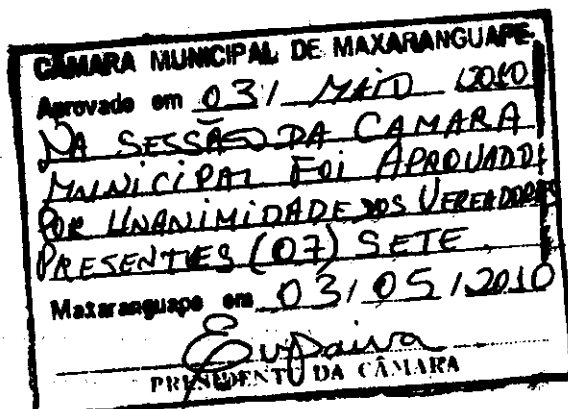 CÂMARA MUNICIPAL DE MAXARANGUAPE
Aprovado em 03/ MAIO /2010
NA SESSÃO DA CAMARA
MUNICIPAL FOI APROVADO
POR UNANIMIDADE DOS VEREADORES
PRESENTES (07) SETE
Maxaranguape em 03/05/2010
PRESIDENTE DA CÂMARA